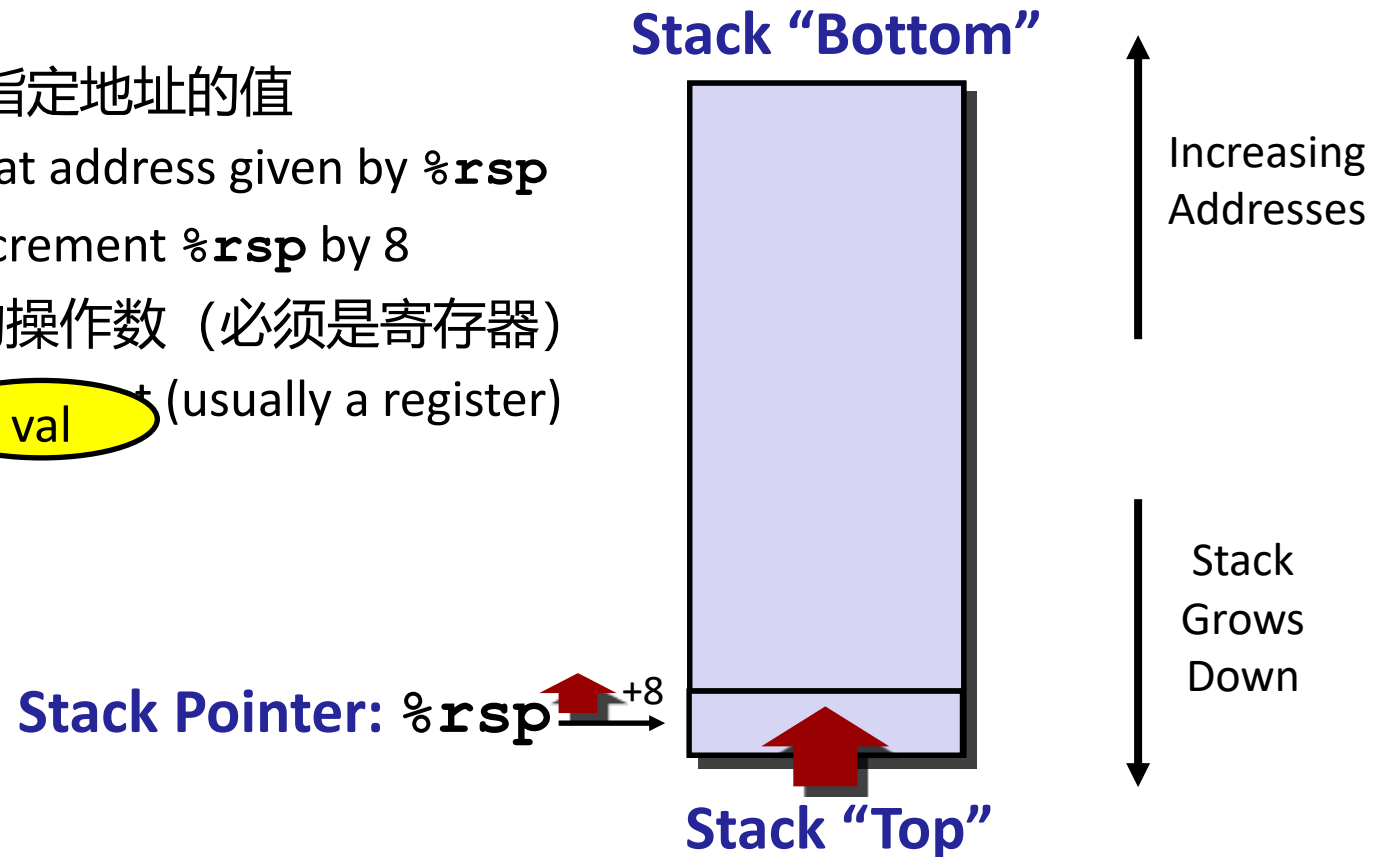 Stack “Bottom”
指定地址的值
at address given by %rsp
crement %rsp by 8
操作数（必须是寄存器）
(usually a register)
val
Increasing
Addresses
Stack
Grows
Down
Stack Pointer: %rsp
+8
Stack “Top”